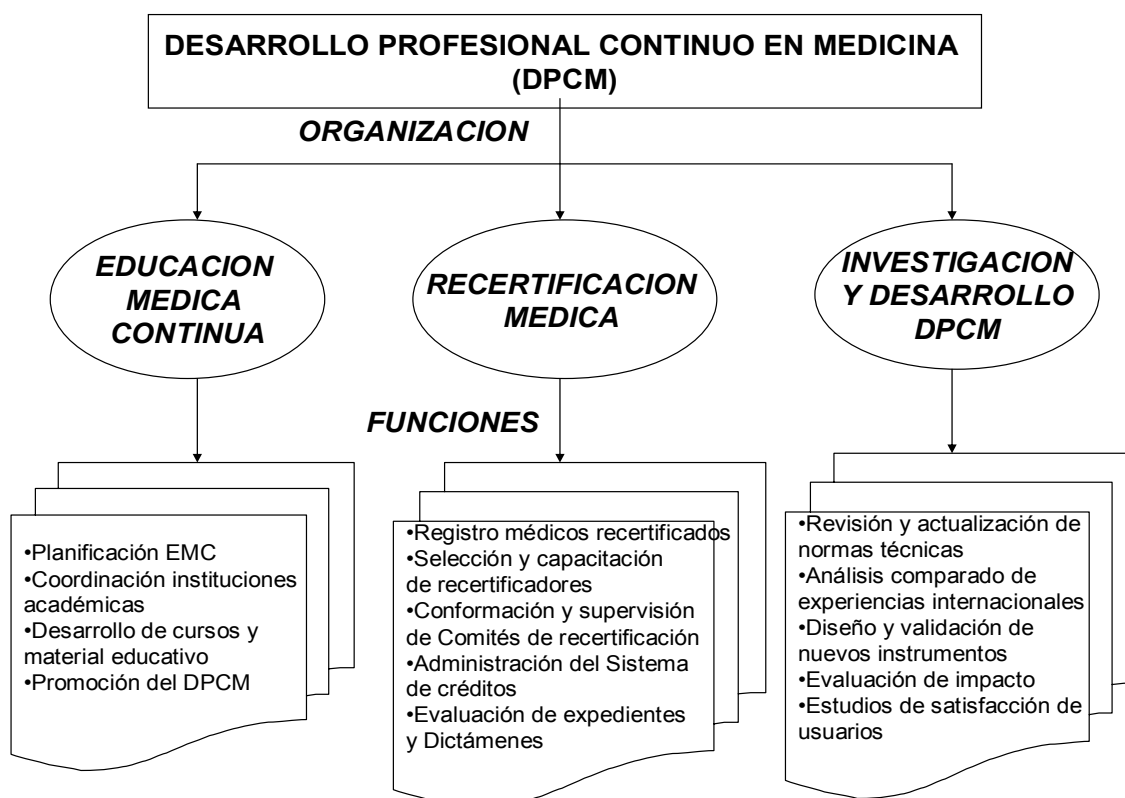 DESARROLLO PROFESIONAL CONTINUO EN MEDICINA
(DPCM)
ORGANIZACION
EDUCACION
MEDICA
CONTINUA
RECERTIFICACION
MEDICA
INVESTIGACION
Y DESARROLLO
DPCM
FUNCIONES
•Planificación EMC
•Coordinación instituciones
académicas
•Desarrollo de cursos y
material educativo
•Promoción del DPCM
•Registro médicos recertificados
•Selección y capacitación
de recertificadores
•Conformación y supervisión
de Comités de recertificación
•Administración del Sistema
de créditos
•Evaluación de expedientes
y Dictámenes
•Revisión y actualización de
normas técnicas
•Análisis comparado de
experiencias internacionales
•Diseño y validación de
nuevos instrumentos
•Evaluación de impacto
•Estudios de satisfacción de
usuarios